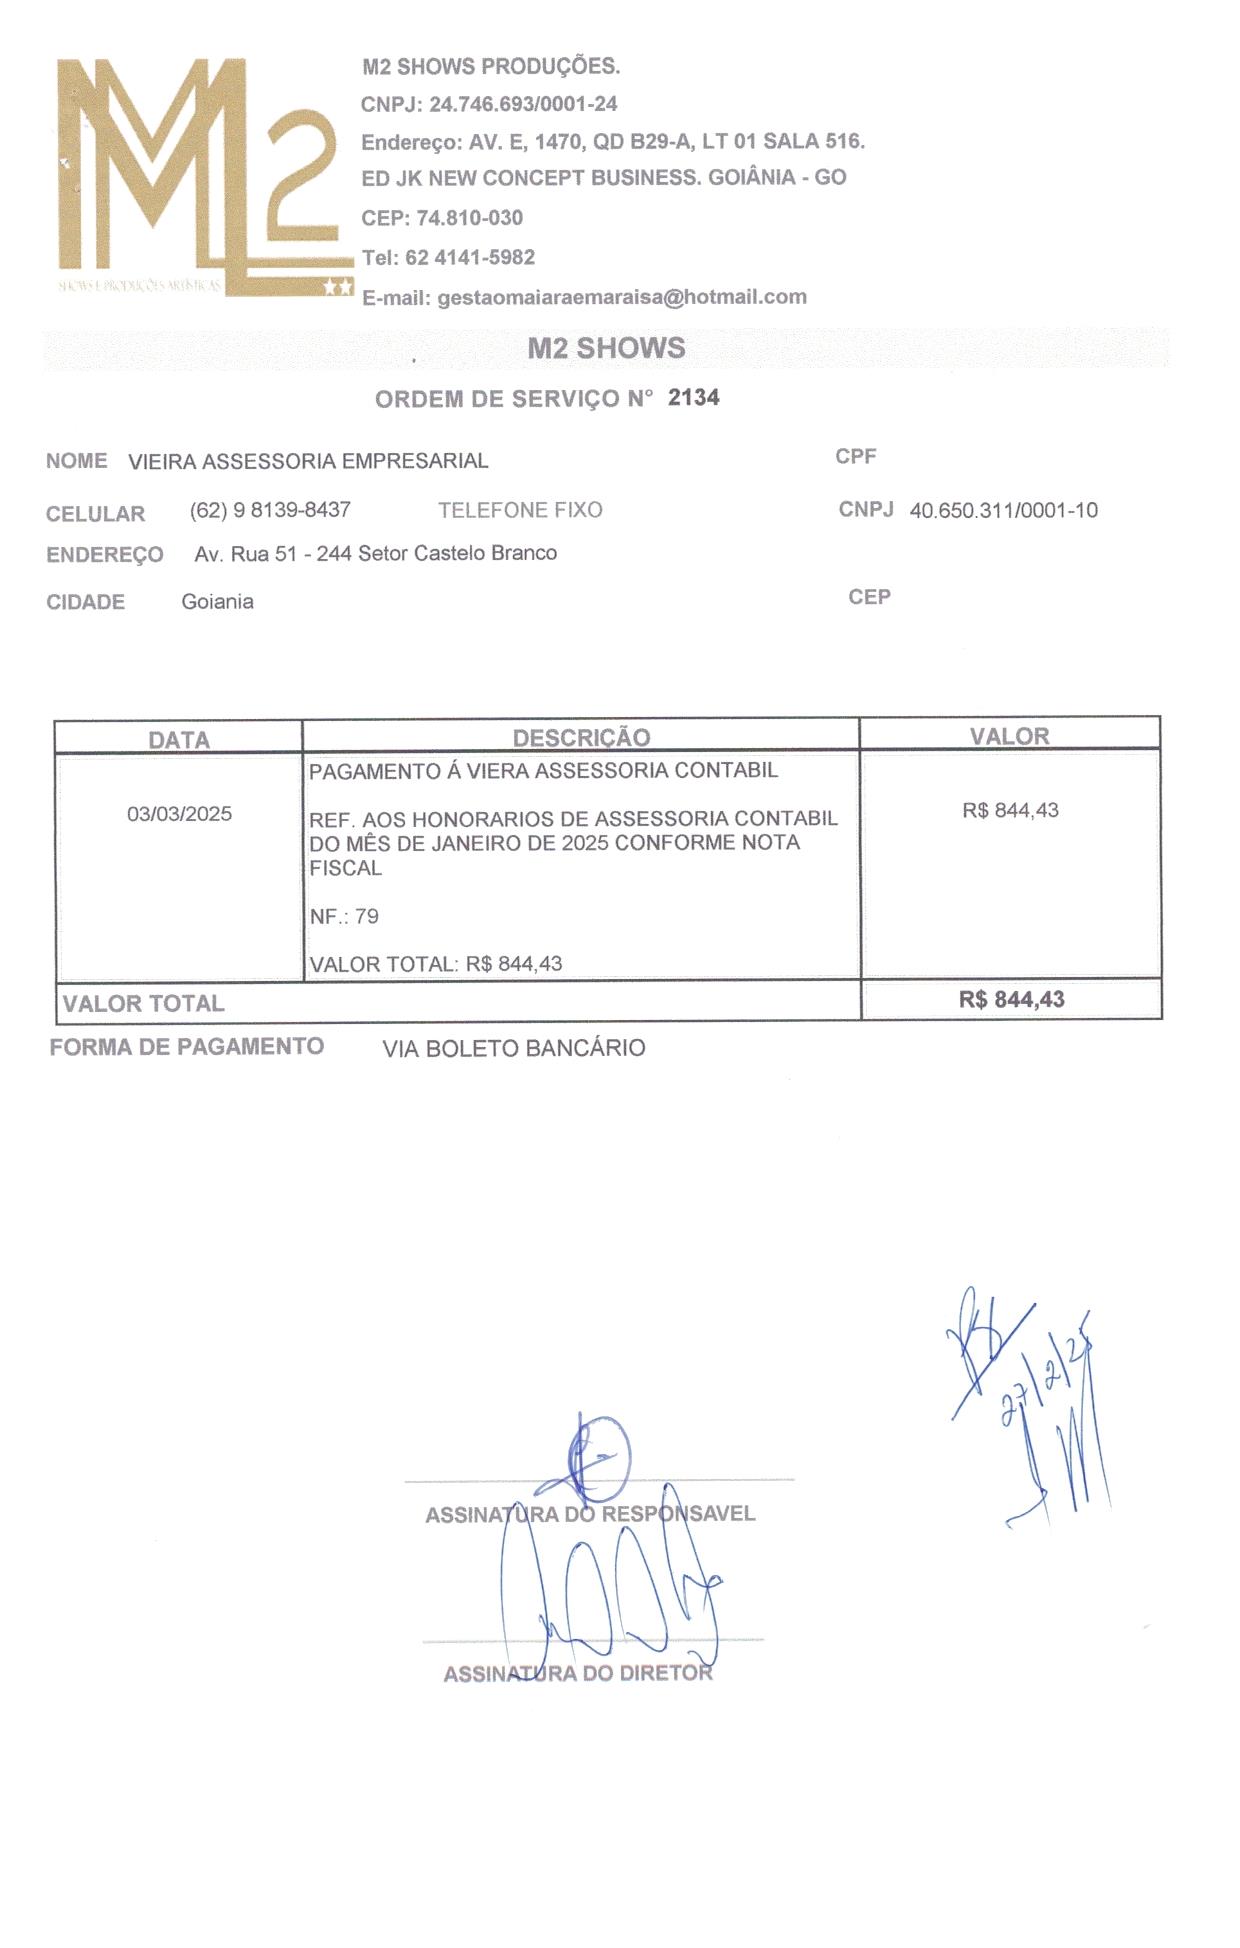 M2 SHOWS PRODUÇÕES.
CNPJ: 24.746.693/0001-24
Endereço: AV. E, 1470, QD B29-A, LT 01 SALA 516.
ED JK NEW CONCEPT BUSINESS. GOIÂNIA - GO
CEP: 74.810-030
Tel: 62 4141-5982
E-mail: gestaomaiaraemaraisa@hotmail.com
M2
SHOWS E PRODUÇÕES ARTÍSTICAS
M2 SHOWS
ORDEM DE SERVIÇO N° 2134
NOME VIEIRA ASSESSORIA EMPRESARIAL CPF
CELULAR (62) 9 8139-8437 TELEFONE FIXO CNPJ 40.650.311/0001-10
ENDEREÇO Av. Rua 51 - 244 Setor Castelo Branco
CIDADE Goiania CEP
DATA DESCRIÇÃO VALOR
PAGAMENTO Á VIERA ASSESSORIA CONTABIL
03/03/2025 REF. AOS HONORARIOS DE ASSESSORIA CONTABIL R$ 844,43
DO MÊS DE JANEIRO DE 2025 CONFORME NOTA
FISCAL
NF.: 79
VALOR TOTAL: R$ 844,43
VALOR TOTAL R$ 844,43
FORMA DE PAGAMENTO VIA BOLETO BANCÁRIO
27/2/25
ASSINATURA DO RESPONSAVEL
ASSINATURA DO DIRETOR